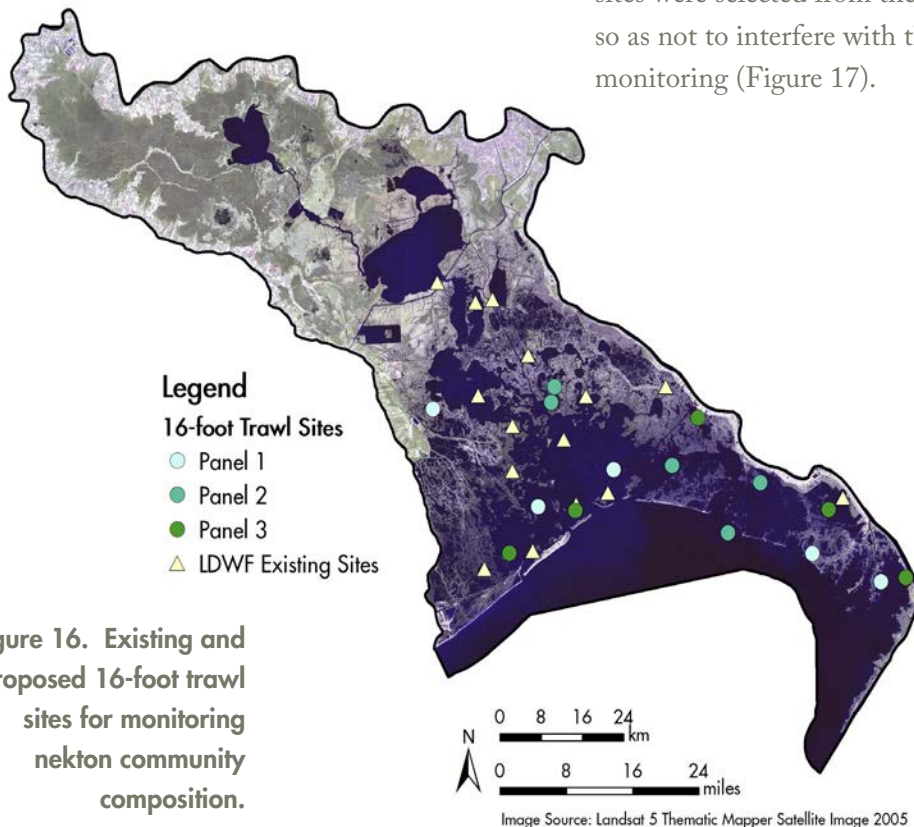 sites were selected from the
so as not to interfere with t
monitoring (Figure 17).
Legend
16-foot Trawl Sites
Panel 1
Panel 2
Panel 3
LDWF Existing Sites
gure 16. Existing and
roposed 16-foot trawl
sites for monitoring
nekton community
composition.
N
0 8 16 24
km
0 8 16 24
miles
Image Source: Landsat 5 Thematic Mapper Satellite Image 2005